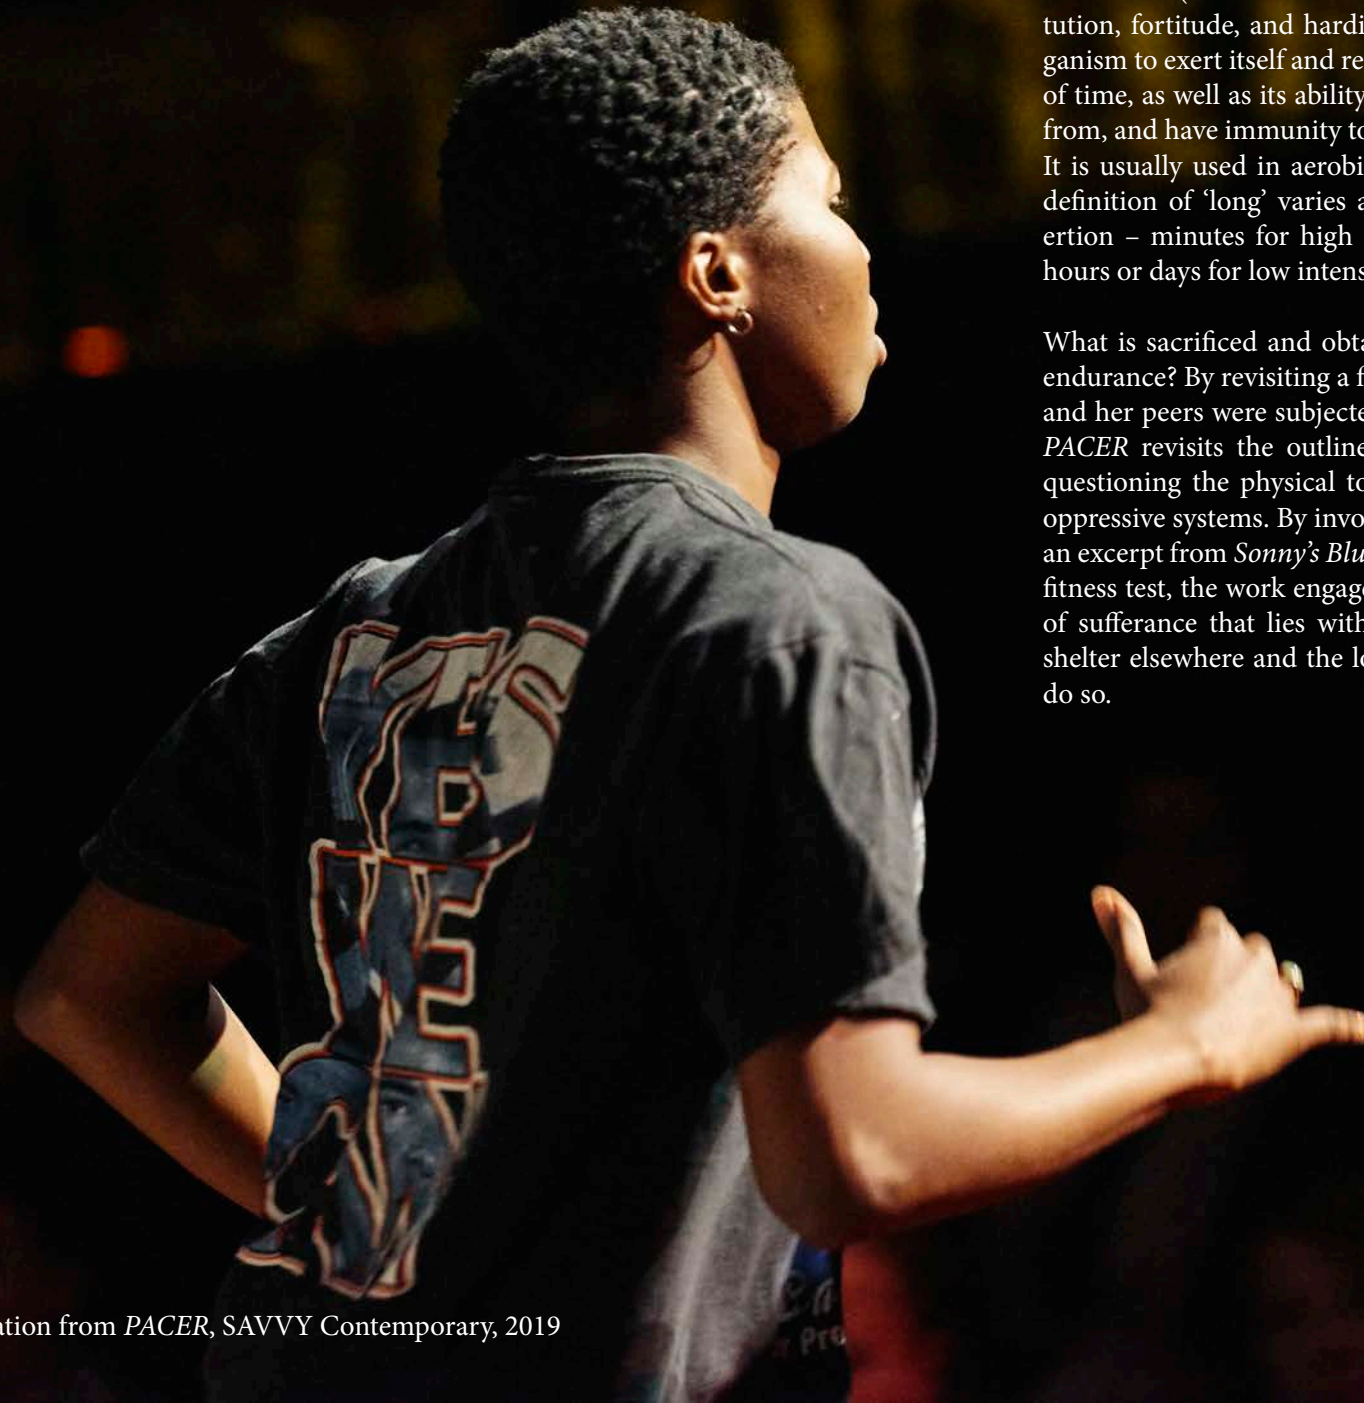 tution, fortitude, and hardi
ganism to exert itself and re
of time, as well as its ability
from, and have immunity to
It is usually used in aerobi
definition of ‘long’ varies a
ertion – minutes for high
hours or days for low intens
What is sacrificed and obta
endurance? By revisiting a f
and her peers were subjecte
PACER revisits the outline
questioning the physical to
oppressive systems. By invo
an excerpt from Sonny’s Blu
fitness test, the work engage
of sufferance that lies with
shelter elsewhere and the lo
do so.
ation from PACER, SAVVY Contemporary, 2019